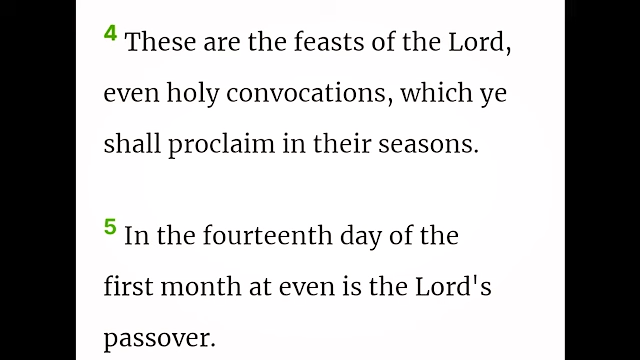 4 These are the feasts of the Lord,
even holy convocations, which ye
shall proclaim in their seasons.
5 In the fourteenth day of the
first month at even is the Lord's
passover.